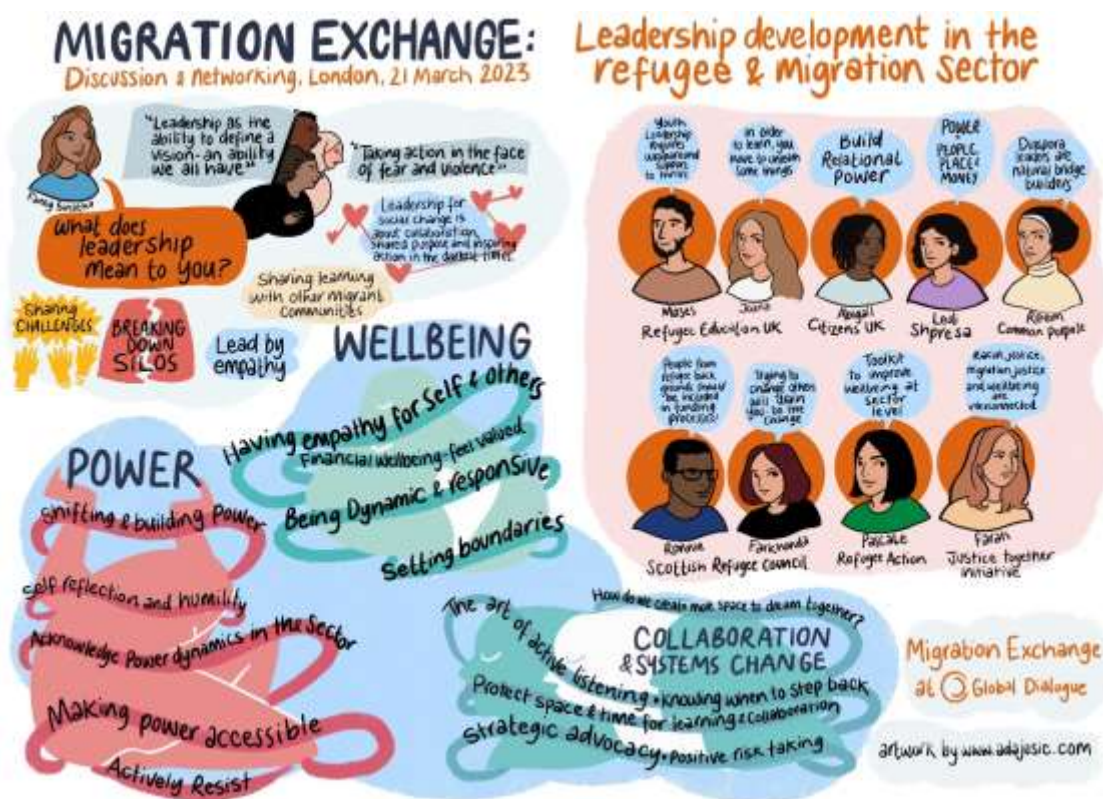 MIGRATION EXCHANGE:
Discussion & Networking, London, 21 March 2023
"Leadership as the
ability to define a
vision - an ability
we all have"
"Taking action in the face
of fear and violence"
What does
leadership
mean to you?
Leadership for
social change is
about collaboration,
shared purpose and inspiring
action in the darkest times
Sharing learning
with other migrant
communities
Sharing
CHALLENGES
BREAKING
DOWN
SILOS
Lead by
empathy
WELLBEING
Having empathy for self & others
Financial wellbeing - feel valued
Being Dynamic & responsive
Setting boundaries
POWER
Shifting & building Power
Self reflection and humility
Acknowledge Power dynamics in the Sector
Making power accessible
Actively Resist
Leadership development in the
refugee & migration Sector
Youth
Leadership
requires
wraparound
support
to thrive
In order
to learn, you
have to unlearn
some things
Build
Relational
Power
POWER
PEOPLE,
PLACE &
MONEY
Diaspora
leaders are
natural bridge
builders
Moses
Refugee Education UK
Abigail
Citizens UK
Shpresa
Common purpose
People from
refugee back
grounds should
be included
in funding
processes!
Trying to
change others
will drain
you be the
change
Toolkit
to improve
wellbeing at
sector
level
Racial justice,
migration justice
and wellbeing
are
interconnected
Ronnie
Farkhanda
Scottish Refugee Council
Pascale
Refugee Action
Farah
Justice together
initiative
How do we create more space to dream together?
COLLABORATION
& SYSTEMS CHANGE
The art of active listening • Knowing when to step back
Protect space & time for learning & collaboration
Strategic advocacy • Positive risk taking
Migration Exchange
at Global Dialogue
artwork by www.adajusic.com